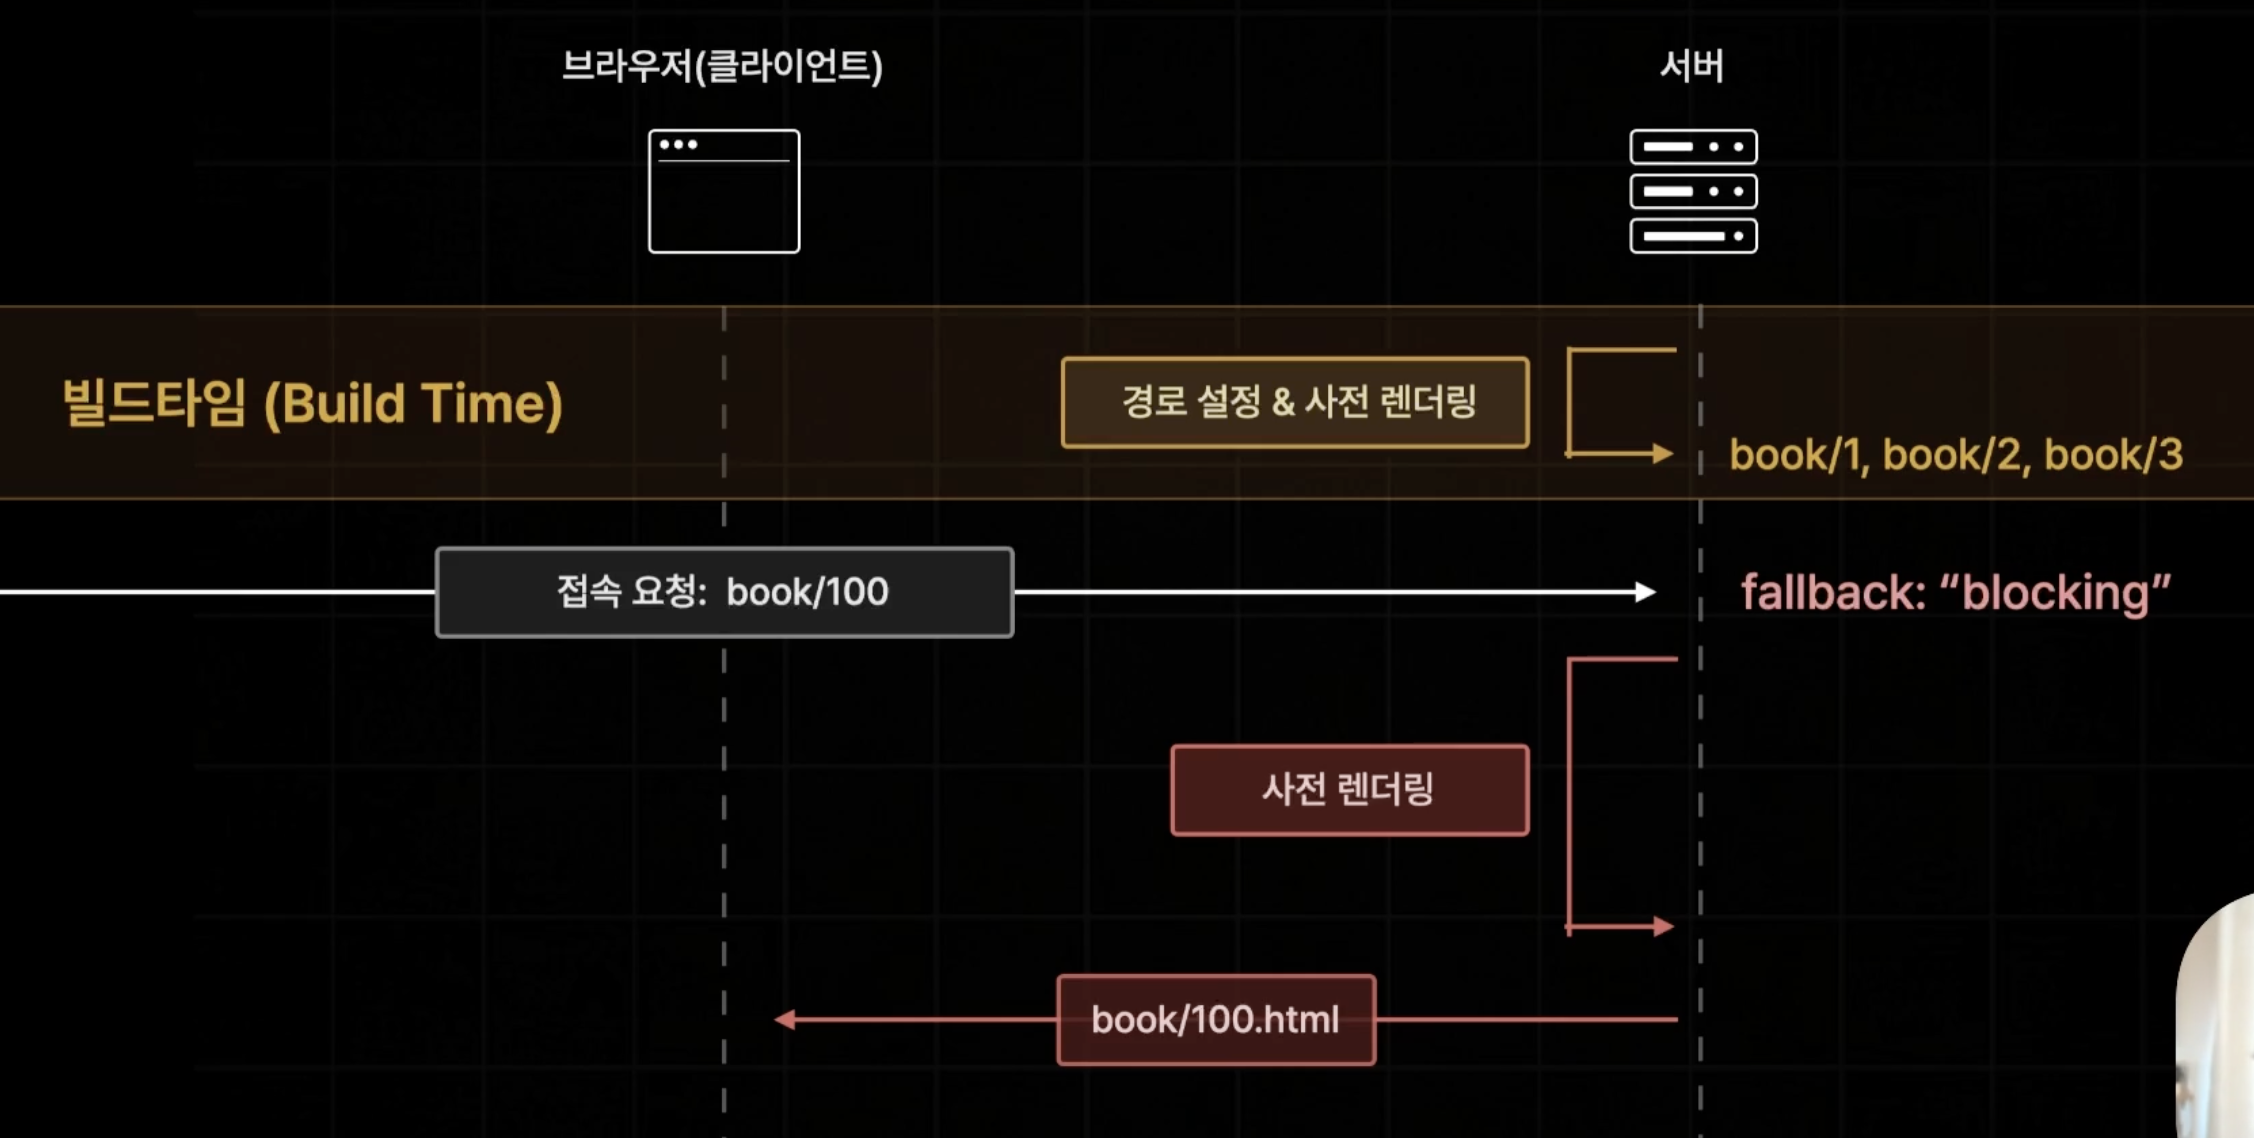 브라우저(클라이언트)
서버
빌드타임 (Build Time)
경로 설정 & 사전 렌더링
book/1, book/2, book/3
접속 요청: book/100
fallback: “blocking”
사전 렌더링
book/100.html